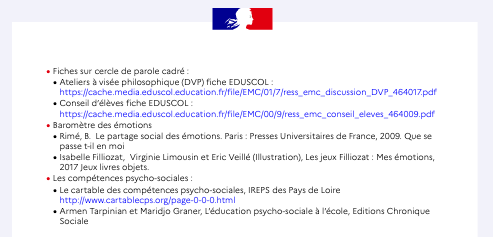 • Fiches sur cercle de parole cadré :
• Ateliers à visée philosophique (DVP) fiche EDUSCOL :
https://cache.media.eduscol.education.fr/file/EMC/01/7/ress_emc_discussion_DVP_464017.pdf
• Conseil d'élèves fiche EDUSCOL :
https://cache.media.eduscol.education.fr/file/EMC/00/9/ress_emc_conseil_eleves_464009.pdf
• Baromètre des émotions
• Rimé, B. Le partage social des émotions. Paris : Presses Universitaires de France, 2009. Que se
passe t-il en moi
• Isabelle Filliozat, Virginie Limousin et Eric Veillé (Illustration), Les jeux Filliozat : Mes émotions,
2017 Jeux livres objets.
• Les compétences psycho-sociales :
• Le cartable des compétences psycho-sociales, IREPS des Pays de Loire
http://www.cartablecps.org/page-0-0-0.html
• Armen Tarpinian et Maridjo Graner, L'éducation psycho-sociale à l'école, Editions Chronique
Sociale